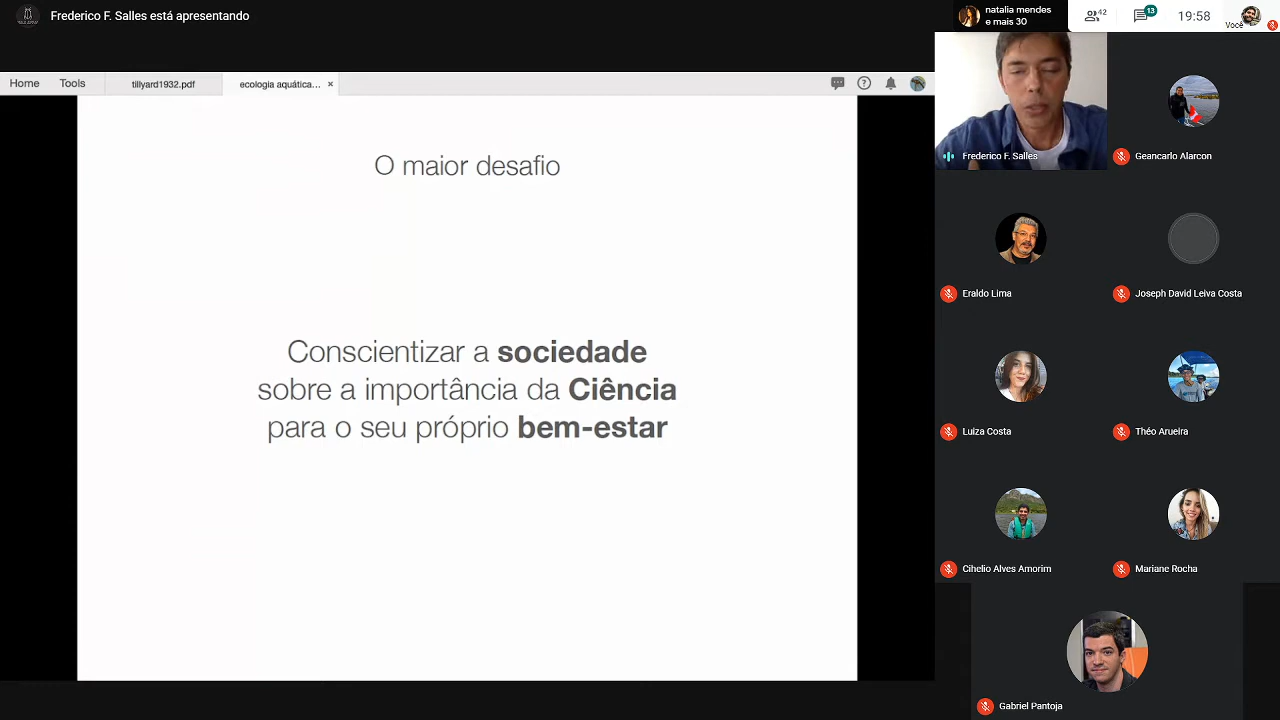 Frederico F. Salles está apresentando
natalia mendes
e mais 30
42
13
19:58
Você
Home
Tools
tillyard1932.pdf
ecologia aquática...
×
O maior desafio
Conscientizar a sociedade
sobre a importância da Ciência
para o seu próprio bem-estar
Frederico F. Salles
Geancarlo Alarcon
Eraldo Lima
Joseph David Leiva Costa
Luiza Costa
Théo Arueira
Cihelio Alves Amorim
Mariane Rocha
Gabriel Pantoja